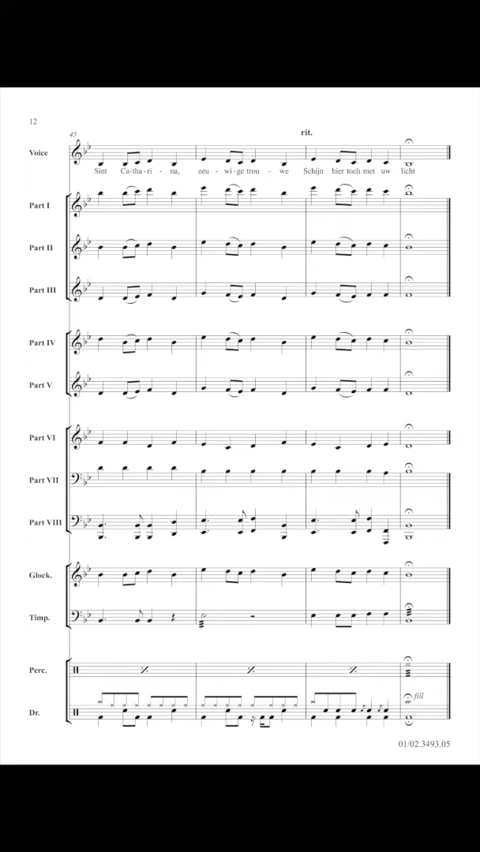 12
45
rit.
Voice
Sint Ca-tha-ri-na, eeu-wi-ge trou-we Schijn hier toch met uw licht
Part I
Part II
Part III
Part IV
Part V
Part VI
Part VII
Part VIII
Glock.
Timp.
Perc.
fill
Dr.
01/02.3493.05